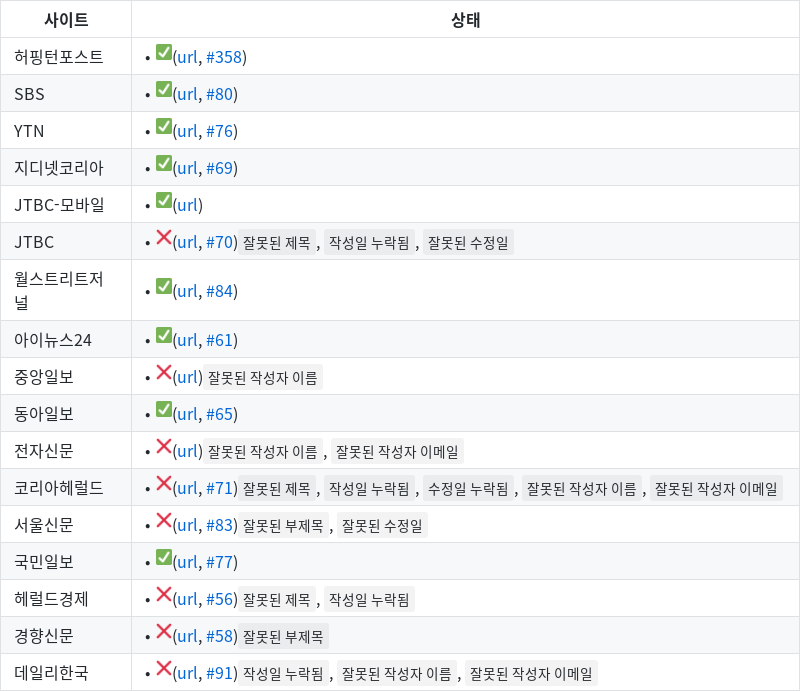 사이트 상태
허핑턴포스트 • ✅(url, #358)
SBS • ✅(url, #80)
YTN • ✅(url, #76)
지디넷코리아 • ✅(url, #69)
JTBC-모바일 • ✅(url)
JTBC • ❌(url, #70) 잘못된 제목 , 작성일 누락됨 , 잘못된 수정일
월스트리트저
널 • ✅(url, #84)
아이뉴스24 • ✅(url, #61)
중앙일보 • ❌(url) 잘못된 작성자 이름
동아일보 • ✅(url, #65)
전자신문 • ❌(url) 잘못된 작성자 이름 , 잘못된 작성자 이메일
코리아헤럴드 • ❌(url, #71) 잘못된 제목 , 작성일 누락됨 , 수정일 누락됨 , 잘못된 작성자 이름 , 잘못된 작성자 이메일
서울신문 • ❌(url, #83) 잘못된 부제목 , 잘못된 수정일
국민일보 • ✅(url, #77)
헤럴드경제 • ❌(url, #56) 잘못된 제목 , 작성일 누락됨
경향신문 • ❌(url, #58) 잘못된 부제목
데일리한국 • ❌(url, #91) 작성일 누락됨 , 잘못된 작성자 이름 , 잘못된 작성자 이메일